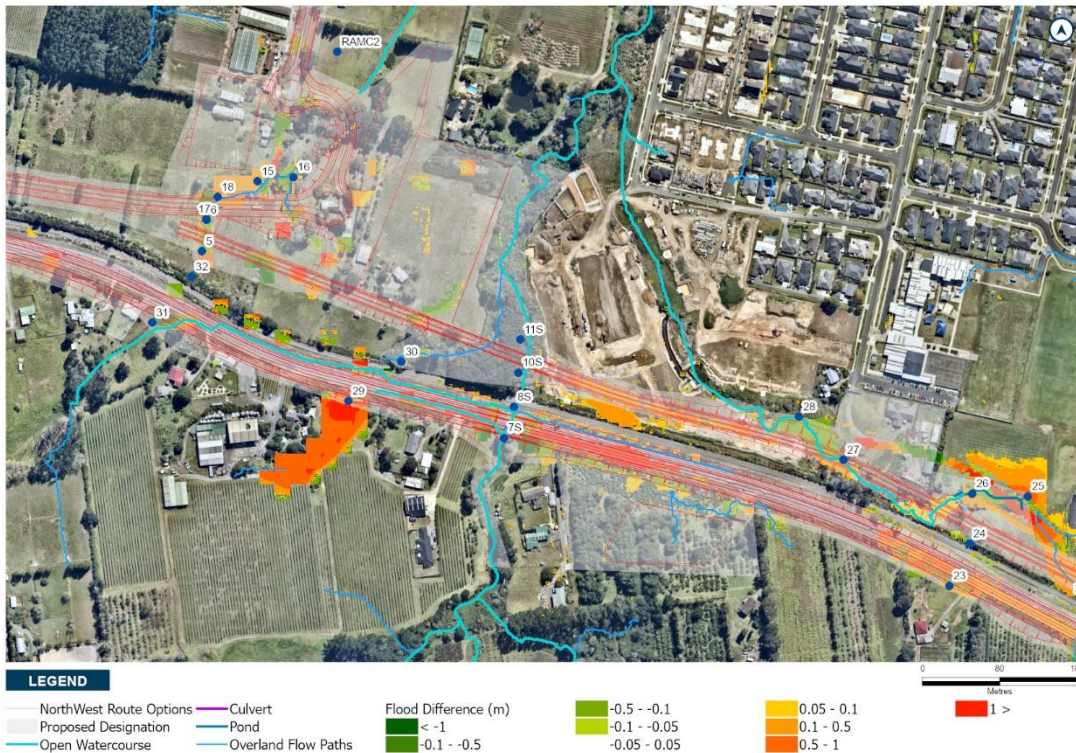 RAMC2
16
15
18
176
5
32
31
11S
30
10S
29
8S
7S
28
27
26
25
24
23
LEGEND
0 80 16
Metres
NorthWest Route Options
Proposed Designation
Open Watercourse
Culvert
Pond
Overland Flow Paths
Flood Difference (m)
< -1
-0.1 - -0.5
-0.5 - -0.1
-0.1 - -0.05
-0.05 - 0.05
0.05 - 0.1
0.1 - 0.5
0.5 - 1
1 >